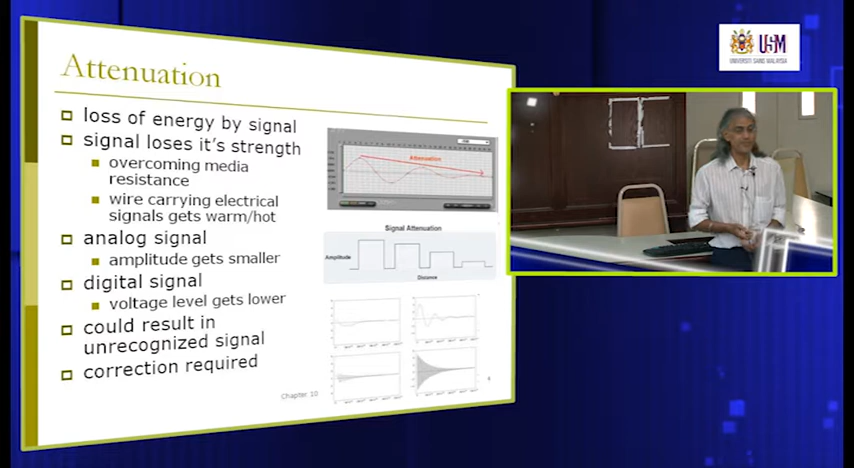 Attenuation
loss of energy by signal
signal loses it's strength
overcoming media
resistance
wire carrying electrical
signals gets warm/hot
analog signal
amplitude gets smaller
digital signal
voltage level gets lower
could result in
unrecognized signal
correction required
Attenuation
Signal Attenuation
Amplitude
Distance
Chapter 10
USM
UNIVERSITI SAINS MALAYSIA